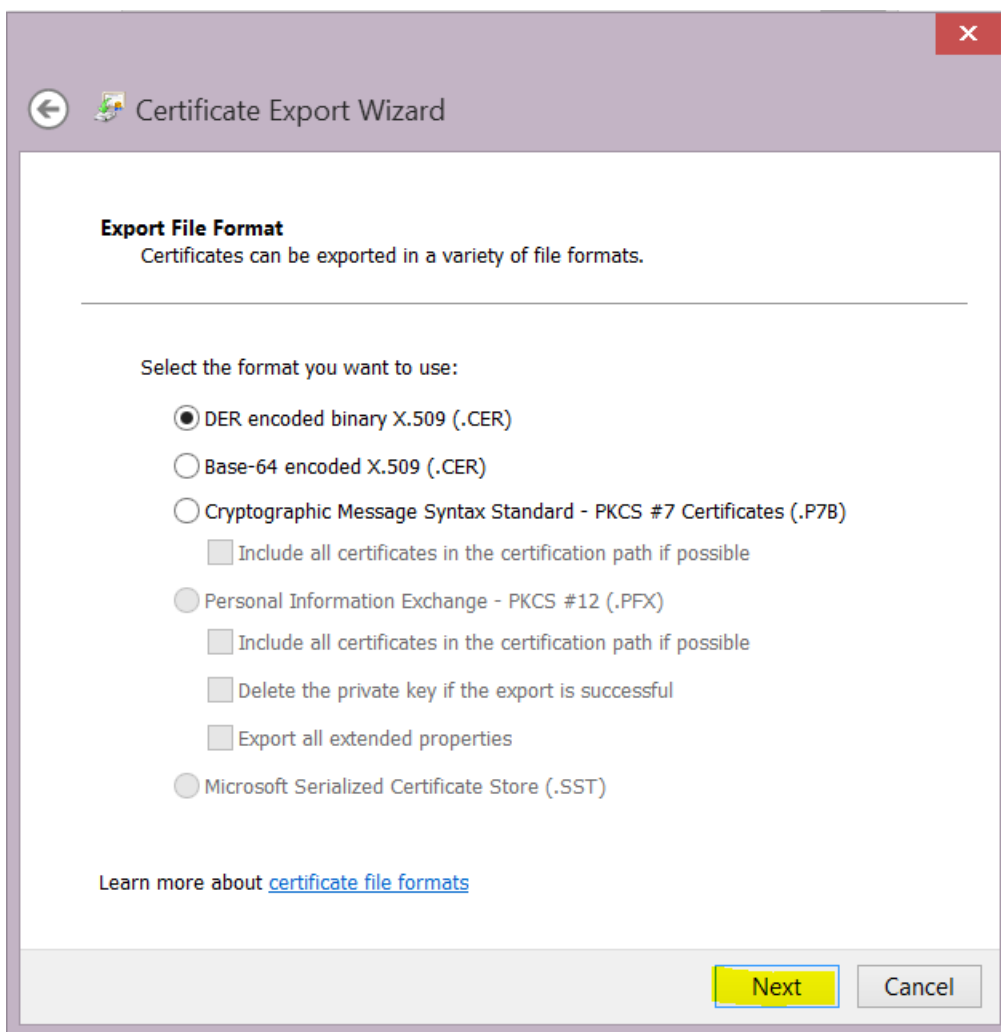 Certificate Export Wizard
Export File Format
Certificates can be exported in a variety of file formats.
Select the format you want to use:
DER encoded binary X.509 (.CER)
Base-64 encoded X.509 (.CER)
Cryptographic Message Syntax Standard - PKCS #7 Certificates (.P7B)
Include all certificates in the certification path if possible
Personal Information Exchange - PKCS #12 (.PFX)
Include all certificates in the certification path if possible
Delete the private key if the export is successful
Export all extended properties
Microsoft Serialized Certificate Store (.SST)
Learn more about certificate file formats
Next Cancel